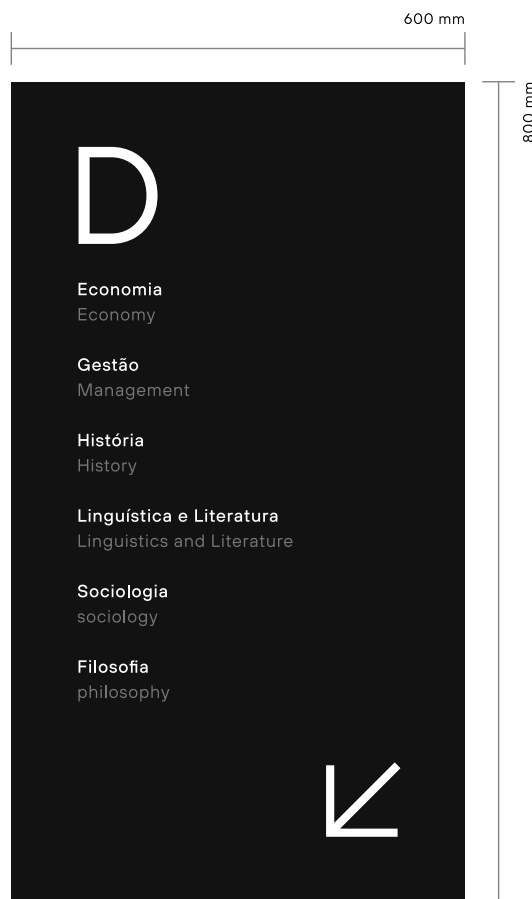 600 mm
800 mm
D
Economia
Economy
Gestão
Management
História
History
Linguística e Literatura
Linguistics and Literature
Sociologia
sociology
Filosofia
philosophy